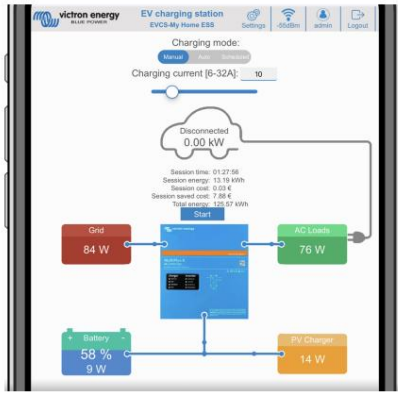 victron energy
BLUE POWER
EV charging station
EVCS-My Home ESS
Settings
-55dBm
admin
Logout
Charging mode:
Manual Auto Scheduled
Charging current [6-32A]: 10
Disconnected
0.00 kW
Session time: 01:27:56
Session energy: 13.19 kWh
Session cost: 0.03 €
Session saved cost: 7.88 €
Total energy: 125.57 kWh
Start
Grid
84 W
victron energy
AC Loads
76 W
+ Battery -
58 %
9 W
PV Charger
14 W